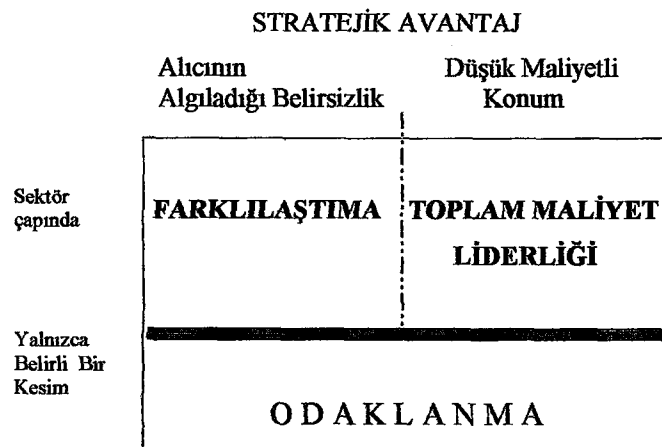 STRATEJİK AVANTAJ
Alıcının
Algıladığı Belirsizlik
Düşük Maliyetli
Konum
Sektör
çapında
FARKLILAŞTIMA
TOPLAM MALİYET
LİDERLİĞİ
Yalnızca
Belirli Bir
Kesim
ODAKLANMA